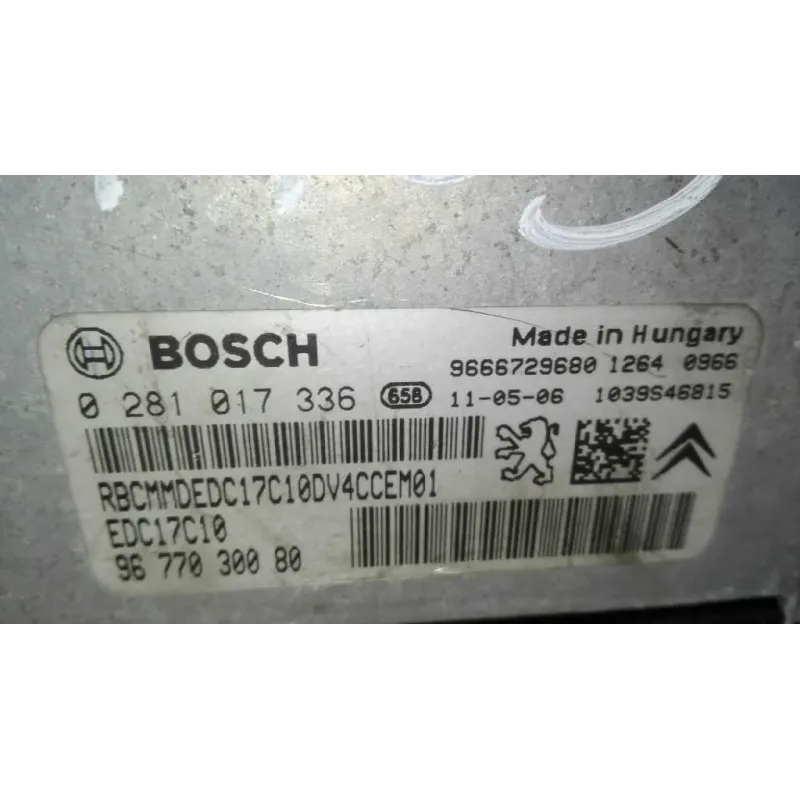 BOSCH
Made in Hungary
9666729680 1264 0966
0 281 017 336 658 11-05-06 1039S46815
RBCMMDEDC17C10DV4CCEM01
EDC17C10
96 770 300 80